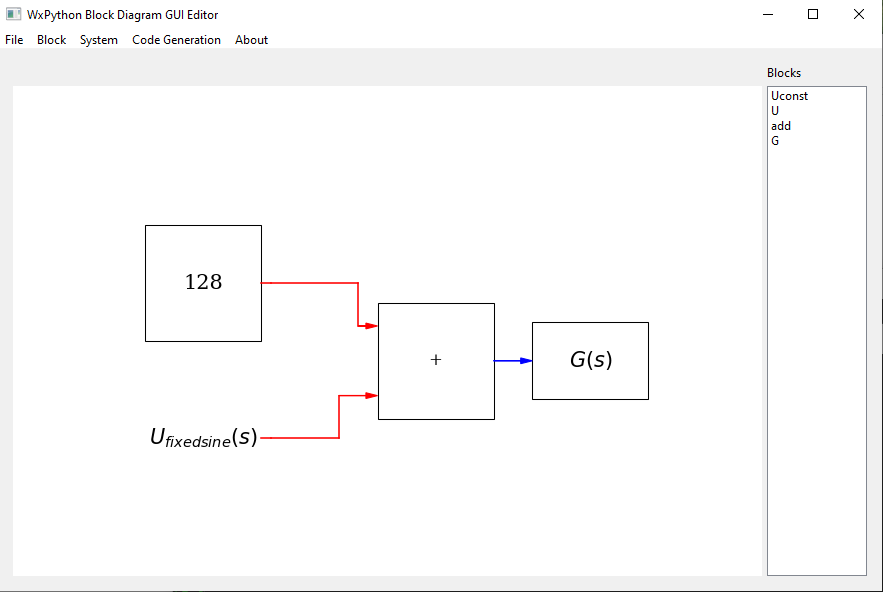 WxPython Block Diagram GUI Editor
File Block System Code Generation About
Blocks
Uconst
U
add
G
128
+
G(s)
U_{fixedsine}(s)